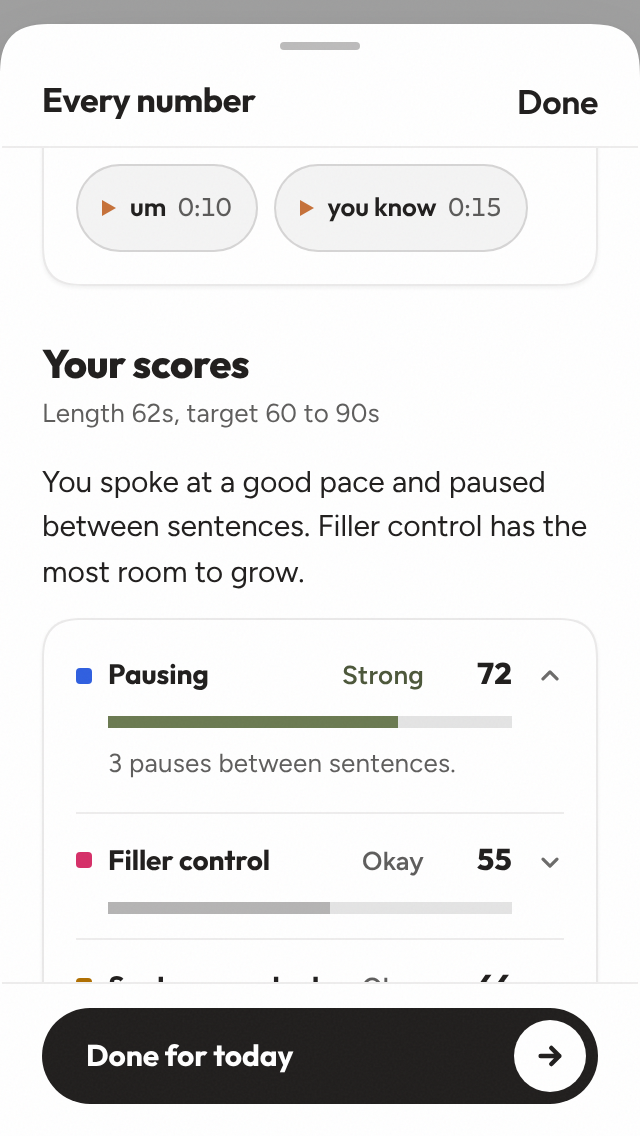 Every number
Done
um 0:10
you know 0:15
Your scores
Length 62s, target 60 to 90s
You spoke at a good pace and paused
between sentences. Filler control has the
most room to grow.
Pausing Strong 72
3 pauses between sentences.
Filler control Okay 55
Done for today